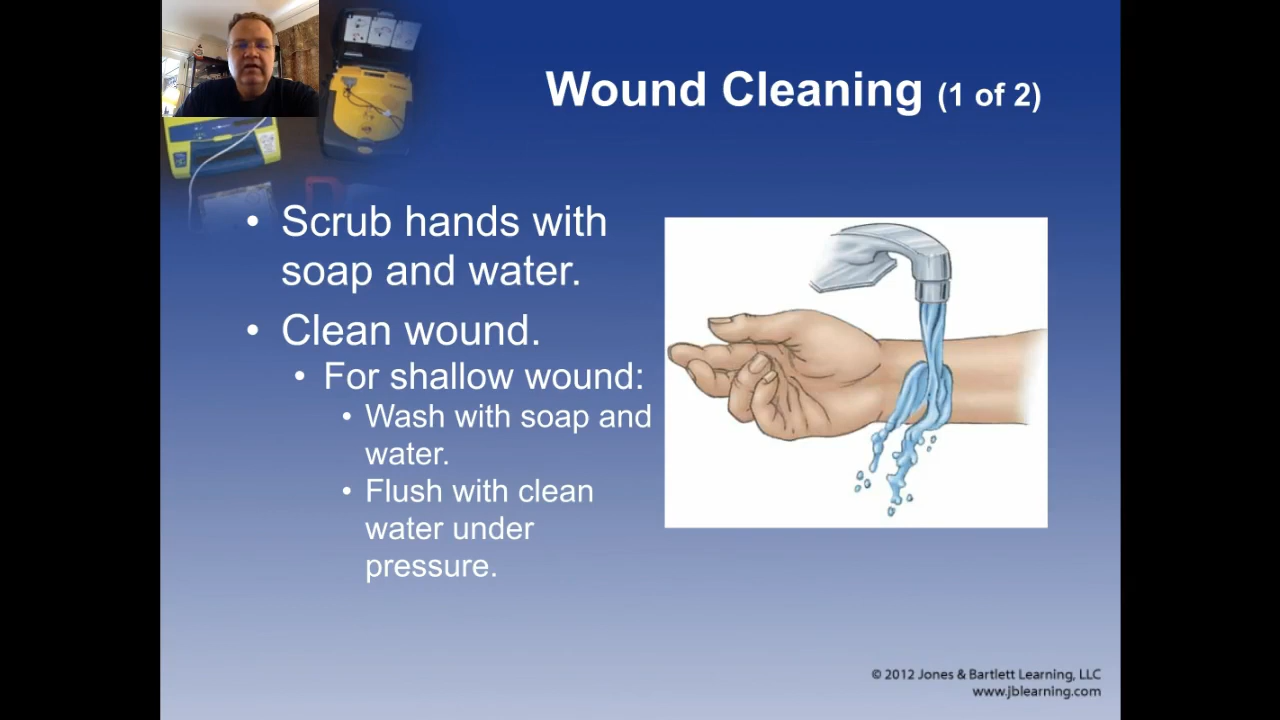 Wound Cleaning (1 of 2)
• Scrub hands with
soap and water.
• Clean wound.
• For shallow wound:
• Wash with soap and
water.
• Flush with clean
water under
pressure.
© 2012 Jones & Bartlett Learning, LLC
www.jblearning.com